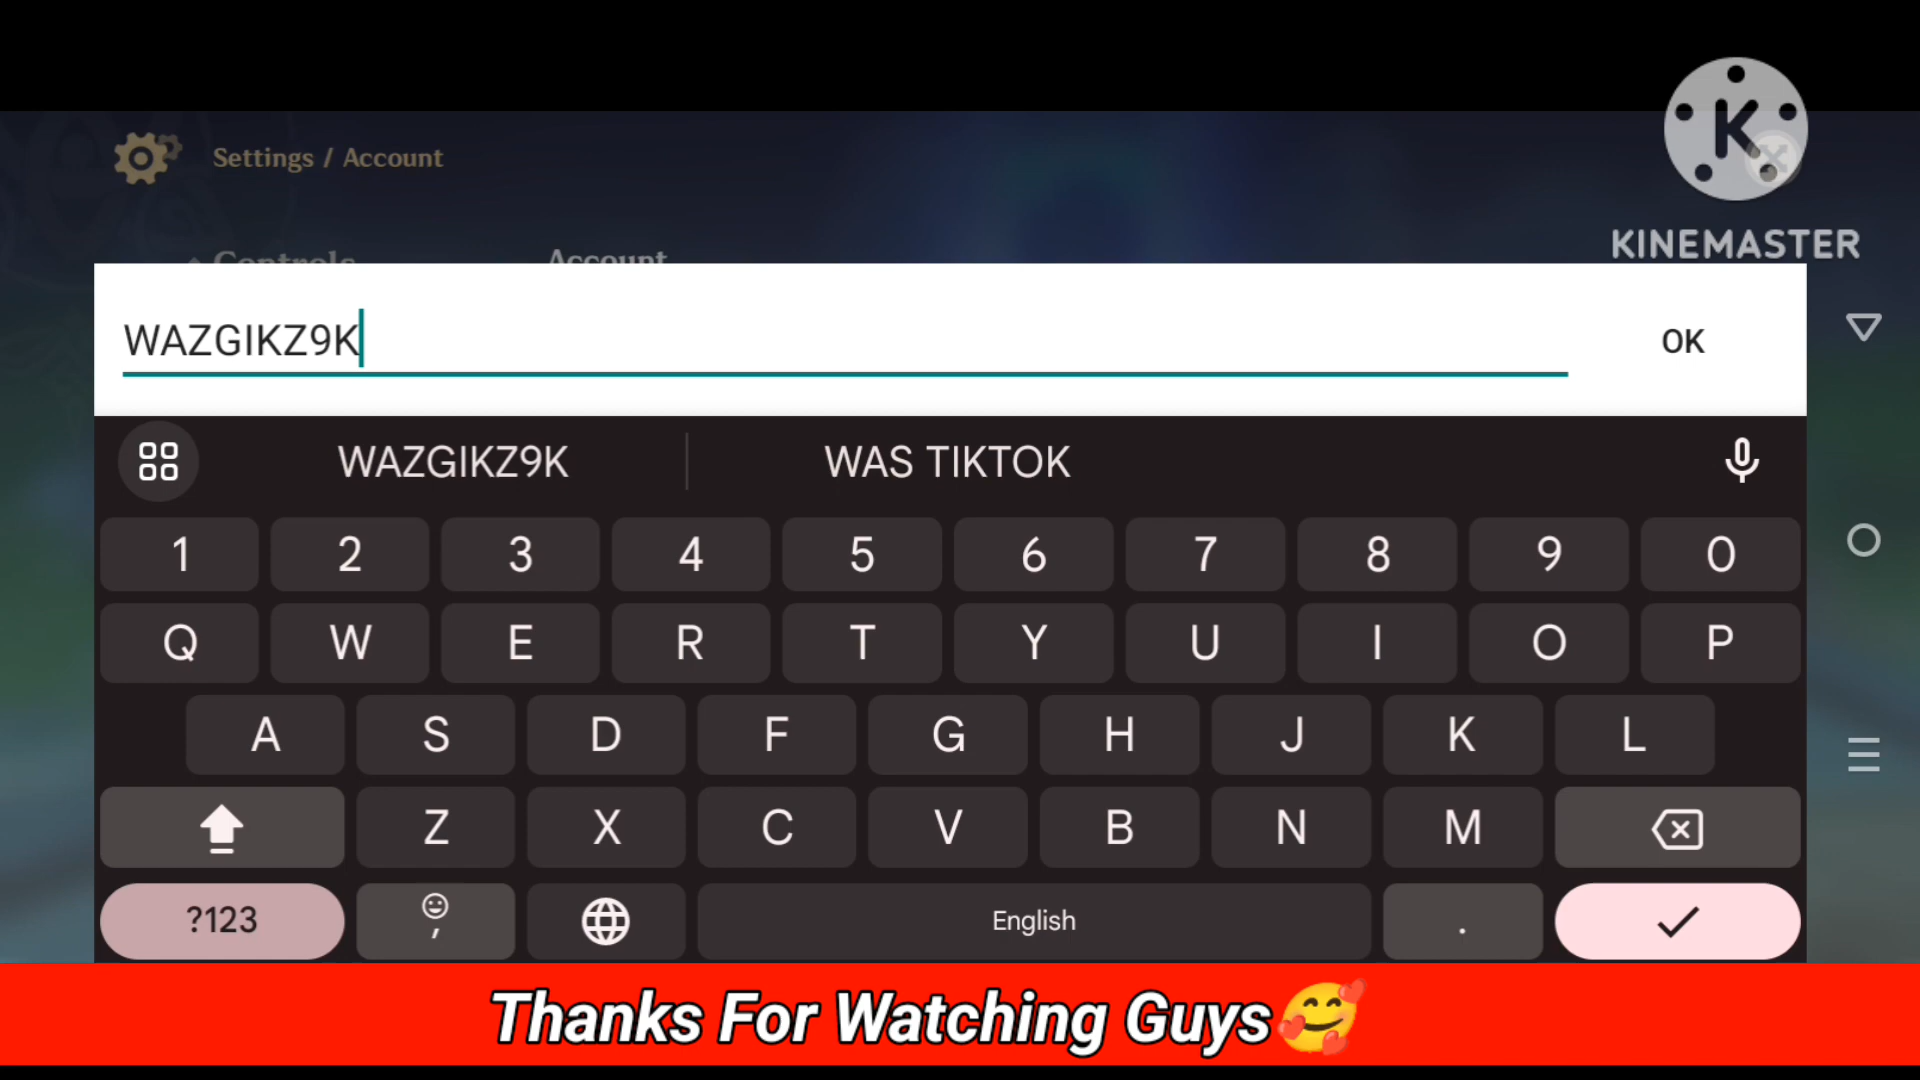 Settings / Account
KINEMASTER
Controls
Account
WAZGIKZ9K
OK
WAZGIKZ9K
WAS TIKTOK
1 2 3 4 5 6 7 8 9 0
Q W E R T Y U I O P
A S D F G H J K L
Z X C V B N M
?123 , English .
Thanks For Watching Guys🥰